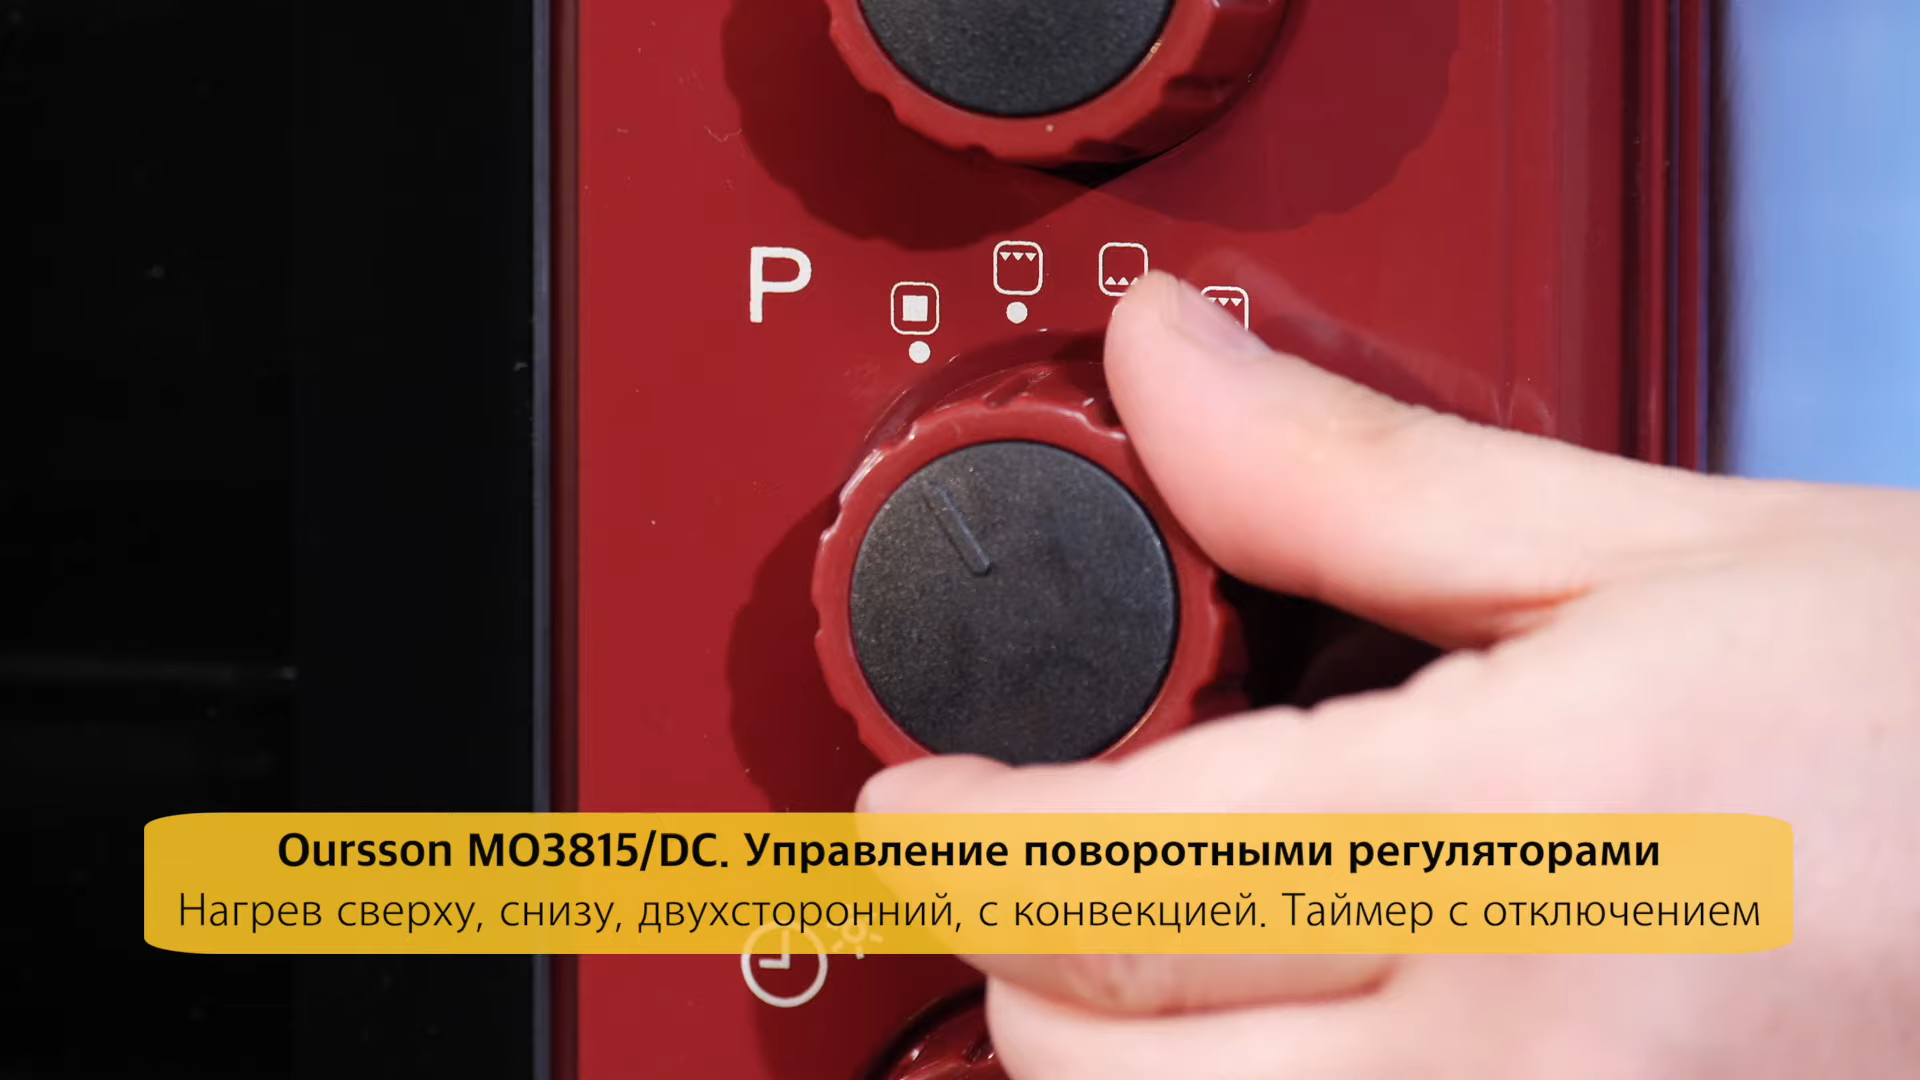 P
Oursson MO3815/DC. Управление поворотными регуляторами
Нагрев сверху, снизу, двухсторонний, с конвекцией. Таймер с отключением